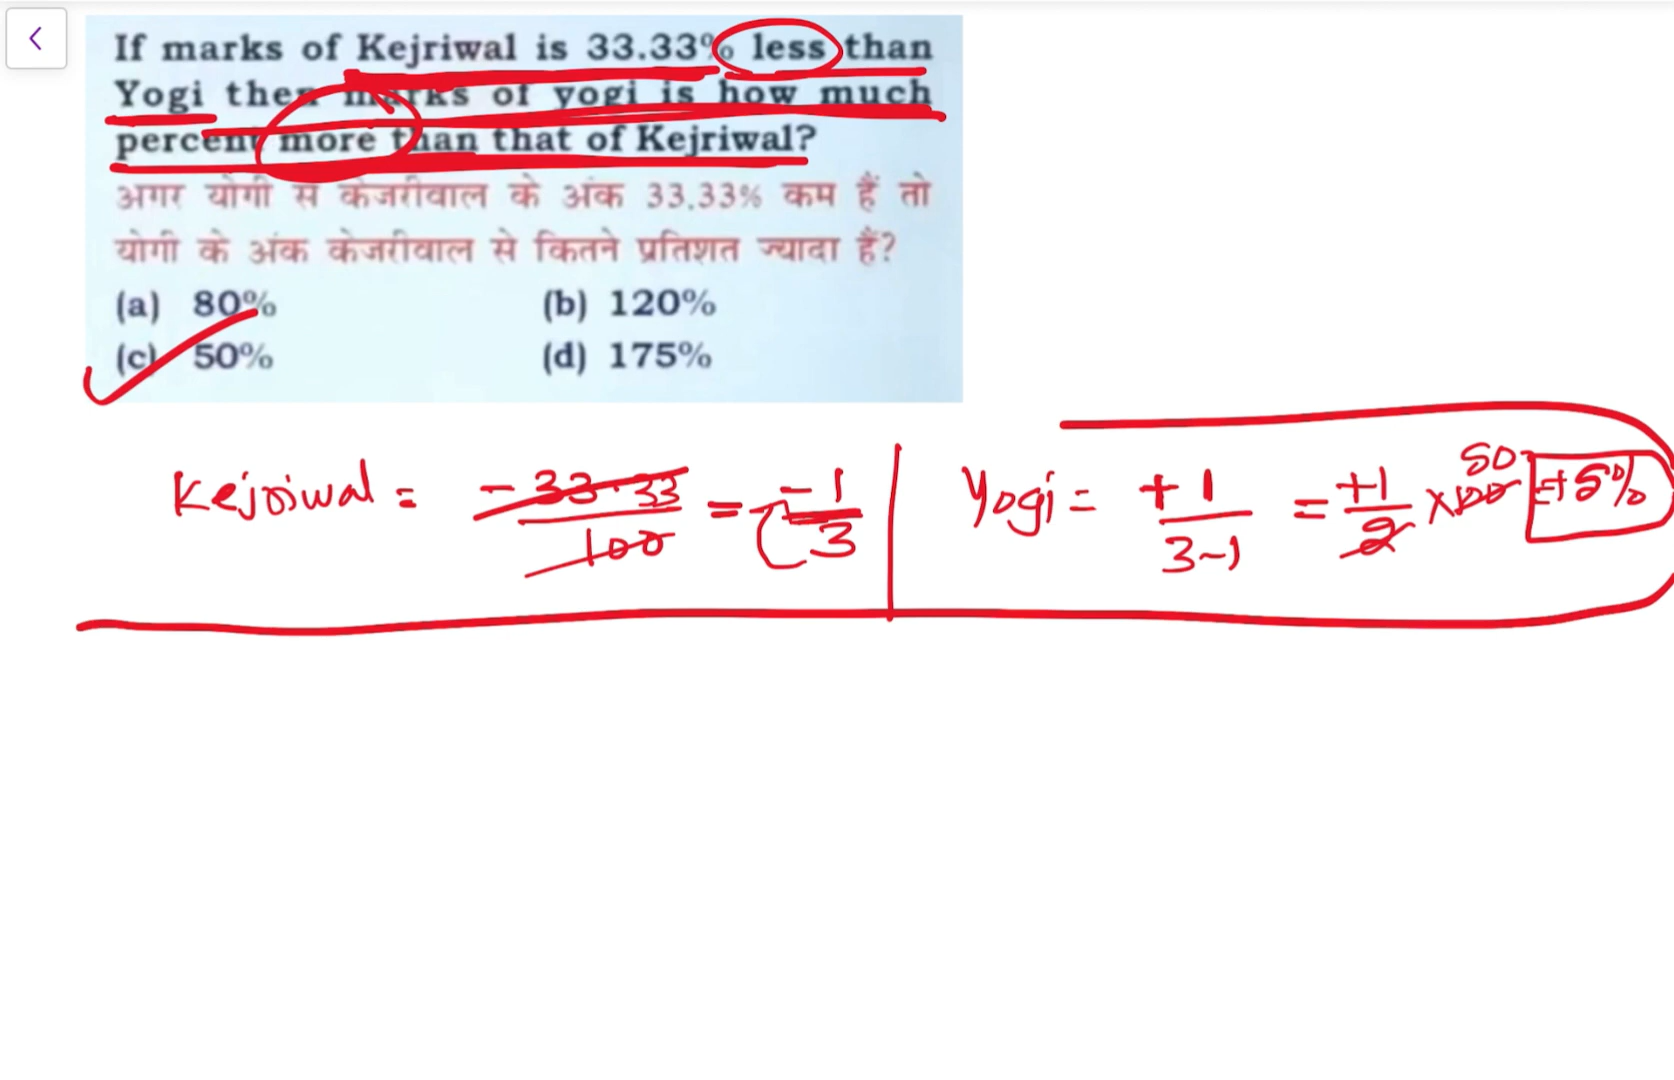 If marks of Kejriwal is 33.33% less than
Yogi then marks of yogi is how much
percent more than that of Kejriwal?
अगर योगी से केजरीवाल के अंक 33.33% कम हैं तो
योगी के अंक केजरीवाल से कितने प्रतिशत ज्यादा हैं?
(a) 80% (b) 120%
(c) 50% (d) 175%
Kejriwal = -33.33/100 = -1/3 Yogi = +1/3-1 = +1/2 x100 50 =+50%